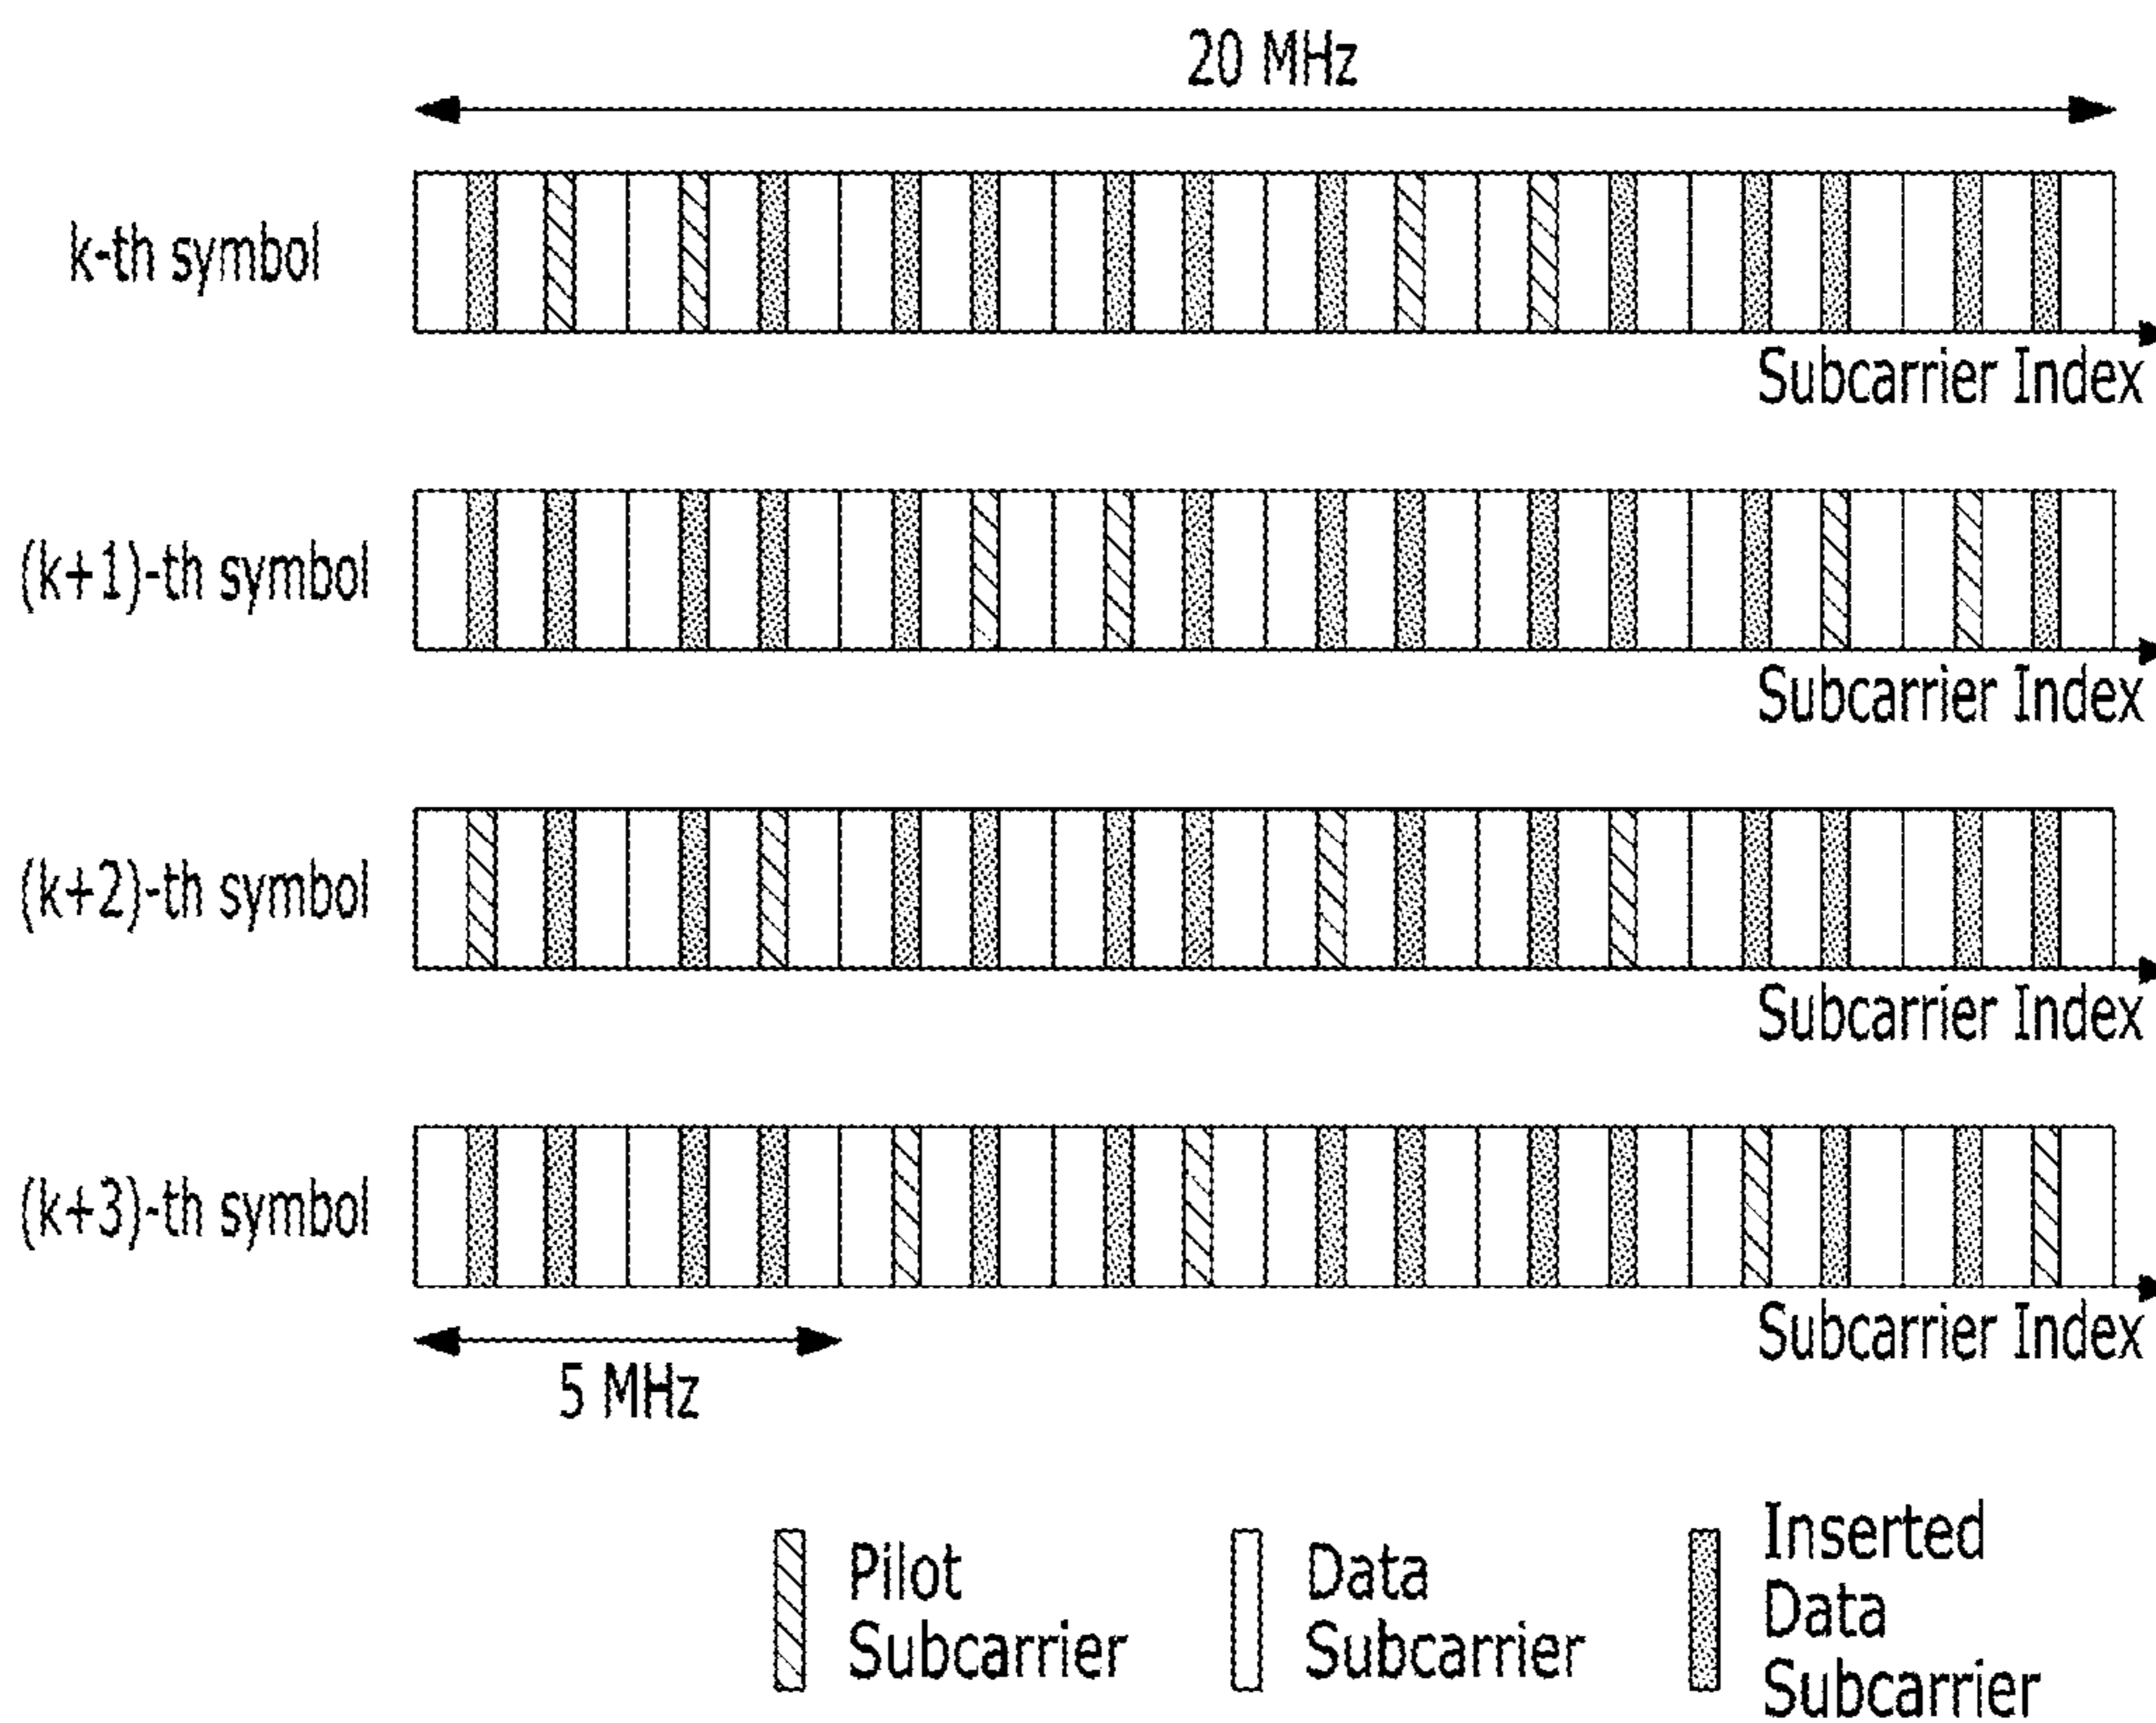 20 MHz
k-th symbol
Subcarrier Index
(k+1)-th symbol
Subcarrier Index
(k+2)-th symbol
Subcarrier Index
(k+3)-th symbol
Subcarrier Index
5 MHz
Pilot
Subcarrier
Data
Subcarrier
Inserted
Data
Subcarrier